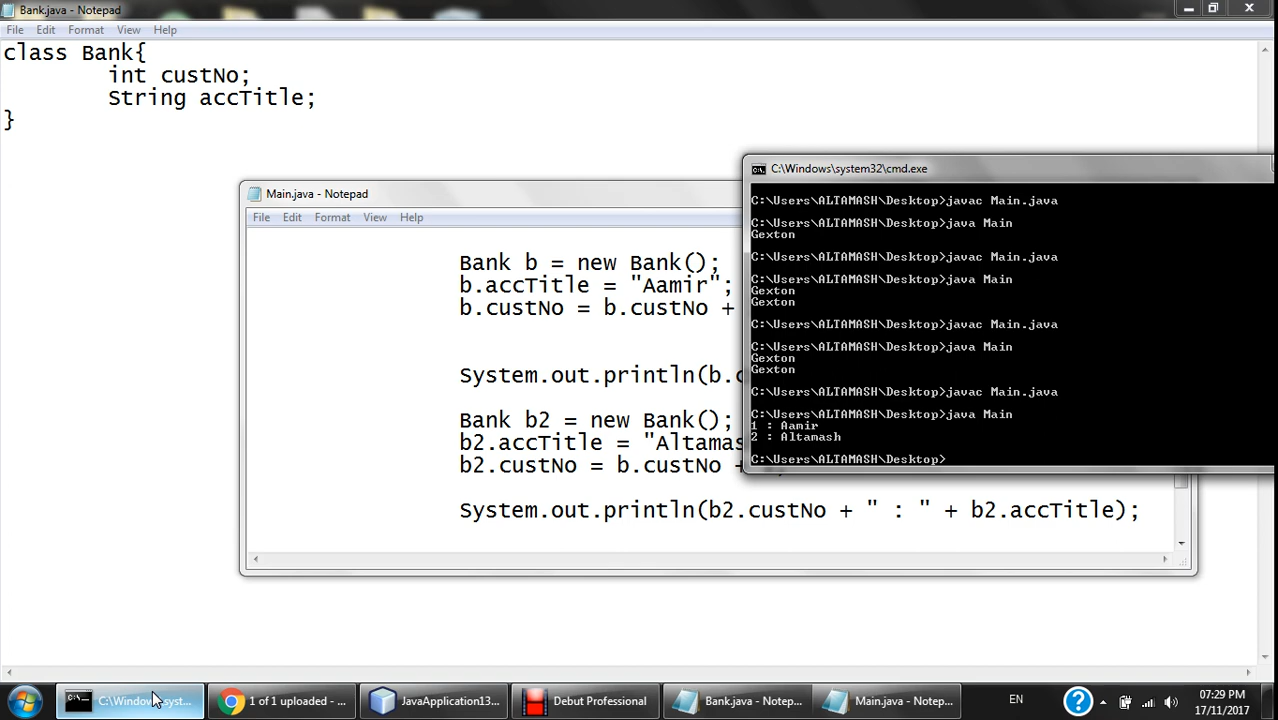 Bank.java - Notepad
File Edit Format View Help
class Bank{
int custNo;
String accTitle;
}
Main.java - Notepad
File Edit Format View Help
Bank b = new Bank();
b.accTitle = "Aamir";
b.custNo = b.custNo +
System.out.println(b.
Bank b2 = new Bank();
b2.accTitle = "Altamas
b2.custNo = b.custNo +
System.out.println(b2.custNo + " : " + b2.accTitle);
C:\Windows\system32\cmd.exe
C:\Users\ALTAMASH\Desktop>javac Main.java
C:\Users\ALTAMASH\Desktop>java Main
Gexton
C:\Users\ALTAMASH\Desktop>javac Main.java
C:\Users\ALTAMASH\Desktop>java Main
Gexton
Gexton
C:\Users\ALTAMASH\Desktop>javac Main.java
C:\Users\ALTAMASH\Desktop>java Main
Gexton
Gexton
C:\Users\ALTAMASH\Desktop>javac Main.java
C:\Users\ALTAMASH\Desktop>java Main
1 : Aamir
2 : Altamash
C:\Users\ALTAMASH\Desktop>
C:\Windows\syst...
1 of 1 uploaded - ...
JavaApplication13...
Debut Professional
Bank.java - Notep...
Main.java - Notep...
EN
07:29 PM
17/11/2017